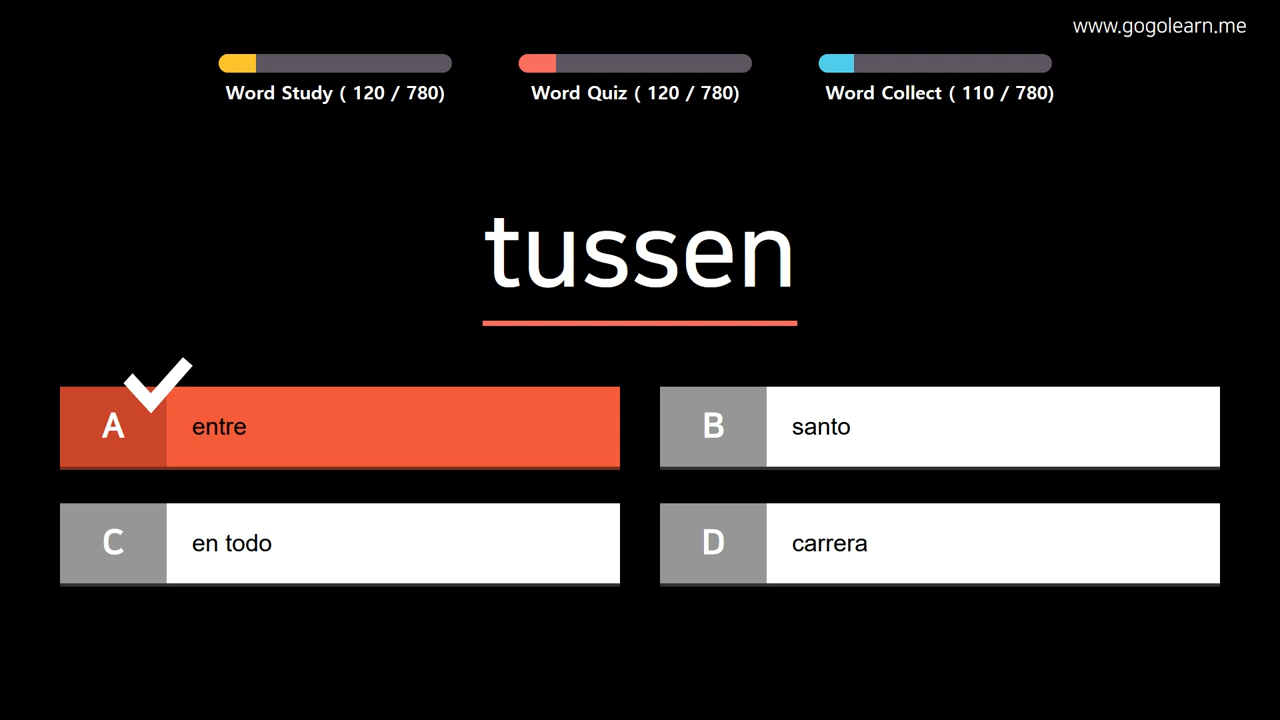 www.gogolearn.me
Word Study ( 120 / 780)
Word Quiz ( 120 / 780)
Word Collect ( 110 / 780)
tussen
A entre
B santo
C en todo
D carrera